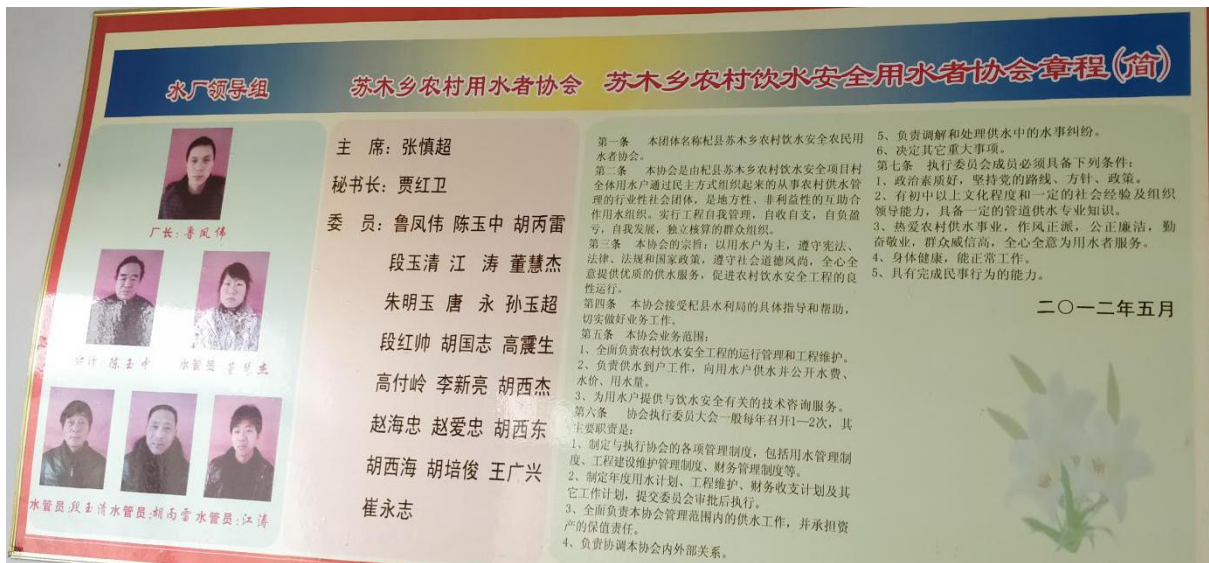 水厂领导组
厂长:鲁凤伟
会计 陈玉中
水管员 董慧杰
水管员:段玉清
水管员:胡丙雷
水管员:江涛
苏木乡农村用水者协会
主 席:张慎超
秘书长:贾红卫
委 员:鲁凤伟 陈玉中 胡丙雷
段玉清 江 涛 董慧杰
朱明玉 唐 永 孙玉超
段红帅 胡国志 高震生
高付岭 李新亮 胡西杰
赵海忠 赵爱忠 胡西东
胡西海 胡培俊 王广兴
崔永志
苏木乡农村饮水安全用水者协会章程(简)
第一条 本团体名称杞县苏木乡农村饮水安全农民用
水者协会。
第二条 本协会是由杞县苏木乡农村饮水安全项目村
全体用水户通过民主方式组织起来的从事农村供水管
理的行业性社会团体,是地方性、非利益性的互助合
作用水组织。实行工程自我管理,自收自支,自负盈
亏,自我发展,独立核算的群众组织。
第三条 本协会的宗旨:以用水户为主,遵守宪法、
法律、法规和国家政策,遵守社会道德风尚,全心全
意提供优质的供水服务,促进农村饮水安全工程的良
性运行。
第四条 本协会接受杞县水利局的具体指导和帮助,
切实做好业务工作。
第五条 本协会业务范围:
1、全面负责农村饮水安全工程的运行管理和工程维护。
2、负责供水到户工作,向用水户供水并公开水费、
水价、用水量。
3、为用水户提供与饮水安全有关的技术咨询服务。
第六条 协会执行委员大会一般每年召开1—2次,其
主要职责是:
1、制定与执行协会的各项管理制度,包括用水管理制
度、工程建设维护管理制度、财务管理制度等。
2、制定年度用水计划、工程维护、财务收支计划及其
它工作计划,提交委员会审批后执行。
3、全面负责本协会管理范围内的供水工作,并承担资
产的保值责任。
4、负责协调本协会内外部关系。
5、负责调解和处理供水中的水事纠纷。
6、决定其它重大事项。
第七条 执行委员会成员必须具备下列条件:
1、政治素质好,坚持党的路线、方针、政策。
2、有初中以上文化程度和一定的社会经验及组织
领导能力,具备一定的管道供水专业知识。
3、热爱农村供水事业,作风正派,公正廉洁,勤
奋敬业,群众威信高,全心全意为用水者服务。
4、身体健康,能正常工作。
5、具有完成民事行为的能力。
二〇一二年五月